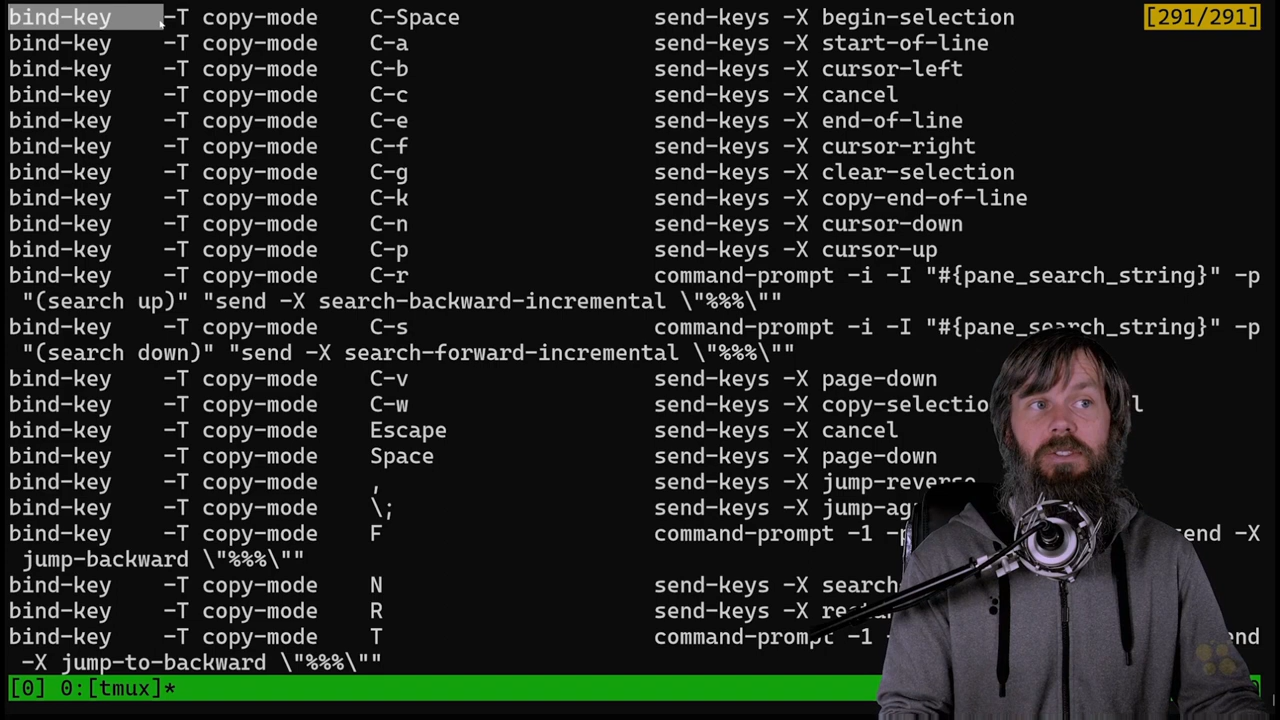 bind-key -T copy-mode C-Space send-keys -X begin-selection [291/291]
bind-key -T copy-mode C-a send-keys -X start-of-line
bind-key -T copy-mode C-b send-keys -X cursor-left
bind-key -T copy-mode C-c send-keys -X cancel
bind-key -T copy-mode C-e send-keys -X end-of-line
bind-key -T copy-mode C-f send-keys -X cursor-right
bind-key -T copy-mode C-g send-keys -X clear-selection
bind-key -T copy-mode C-k send-keys -X copy-end-of-line
bind-key -T copy-mode C-n send-keys -X cursor-down
bind-key -T copy-mode C-p send-keys -X cursor-up
bind-key -T copy-mode C-r command-prompt -i -I "#{pane_search_string}" -p
"(search up)" "send -X search-backward-incremental \"%%%\""
bind-key -T copy-mode C-s command-prompt -i -I "#{pane_search_string}" -p
"(search down)" "send -X search-forward-incremental \"%%%\""
bind-key -T copy-mode C-v send-keys -X page-down
bind-key -T copy-mode C-w send-keys -X
bind-key -T copy-mode Escape send-keys -X cancel
bind-key -T copy-mode Space send-keys -X page-down
bind-key -T copy-mode , send-keys -X jump-reverse
bind-key -T copy-mode \; send-keys -X
bind-key -T copy-mode F command-prompt -1 -X
jump-backward \"%%%\""
bind-key -T copy-mode N send-keys -X
bind-key -T copy-mode R send-keys -X
bind-key -T copy-mode T command-prompt -1
-X jump-to-backward \"%%%\""
[0] 0:[tmux]*